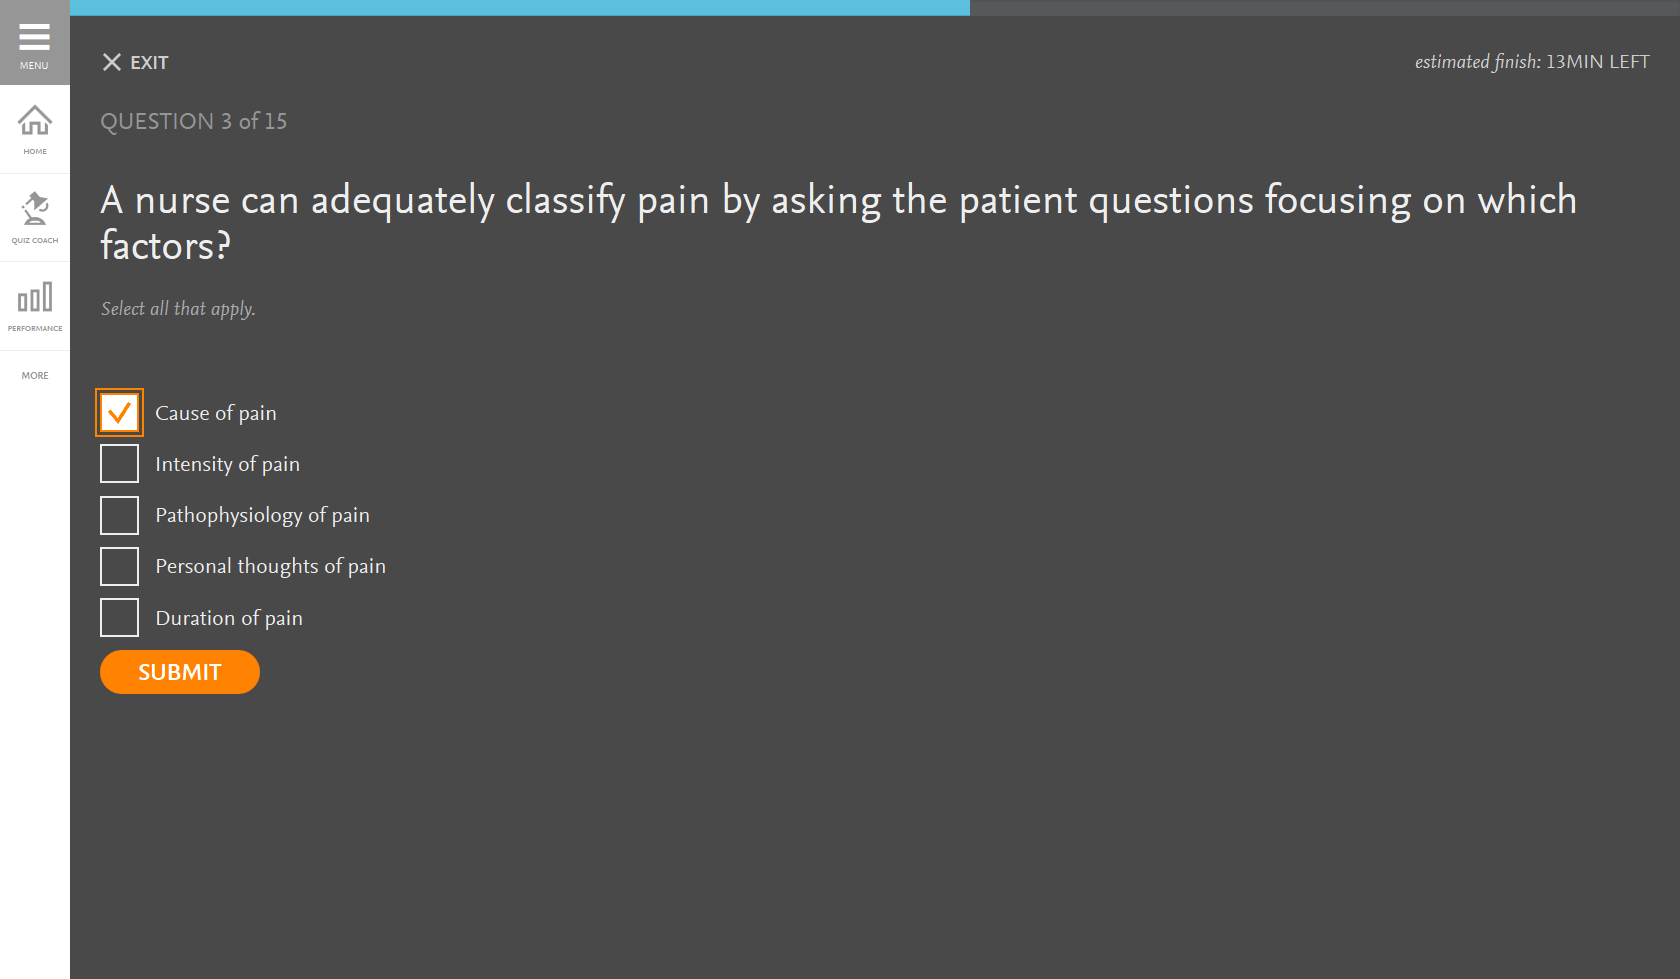 MENU
HOME
QUIZ COACH
PERFORMANCE
MORE
EXIT
estimated finish: 13MIN LEFT
QUESTION 3 of 15
A nurse can adequately classify pain by asking the patient questions focusing on which
factors?
Select all that apply.
Cause of pain
Intensity of pain
Pathophysiology of pain
Personal thoughts of pain
Duration of pain
SUBMIT